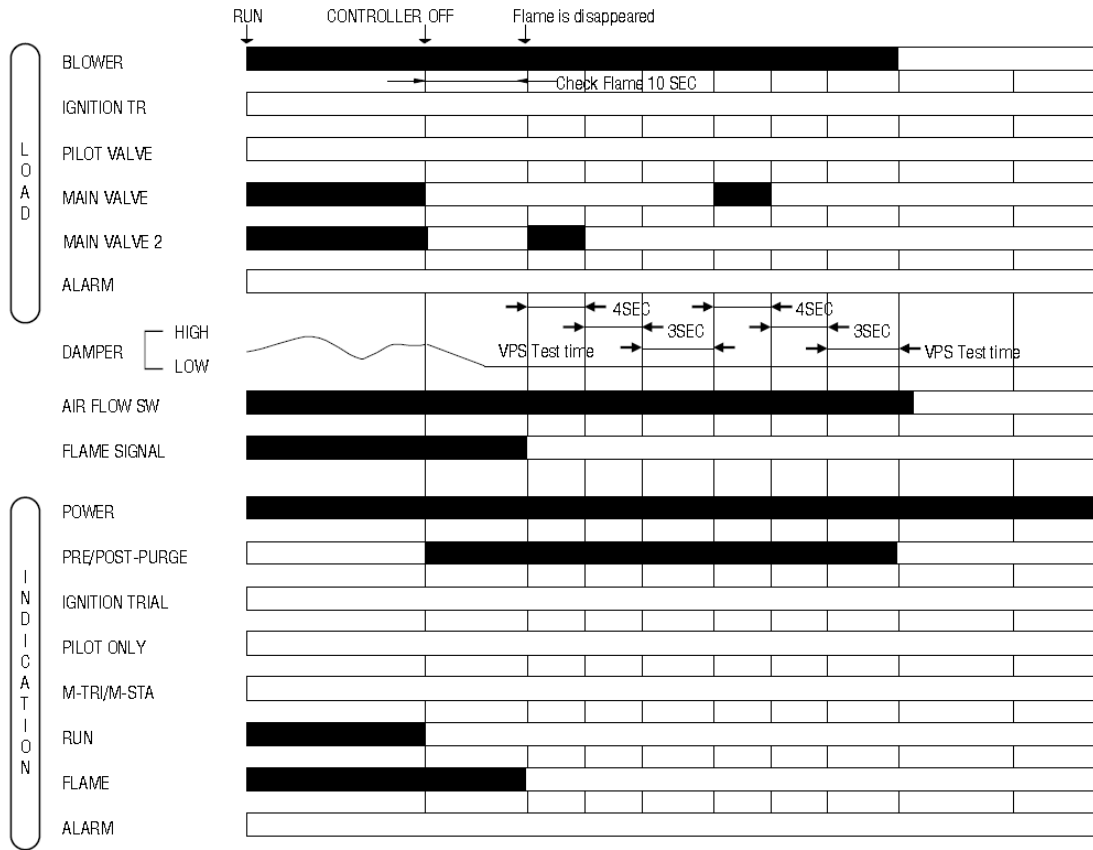 RUN
CONTROLLER OFF
Flame is disappeared
LOAD
BLOWER
Check Flame 10 SEC
IGNITION TR
PILOT VALVE
MAIN VALVE
MAIN VALVE 2
ALARM
4SEC
4SEC
DAMPER
HIGH
LOW
3SEC
3SEC
VPS Test time
VPS Test time
AIR FLOW SW
FLAME SIGNAL
INDICATION
POWER
PRE/POST-PURGE
IGNITION TRIAL
PILOT ONLY
M-TRI/M-STA
RUN
FLAME
ALARM